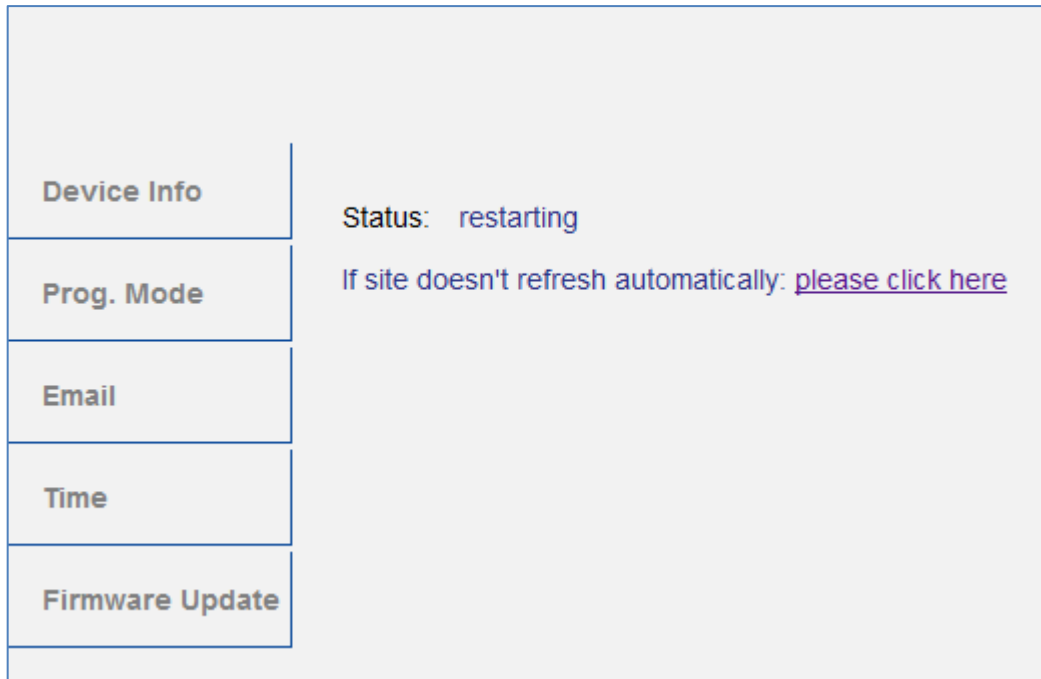 Device Info
Prog. Mode
Email
Time
Firmware Update
Status: restarting
If site doesn't refresh automatically: please click here